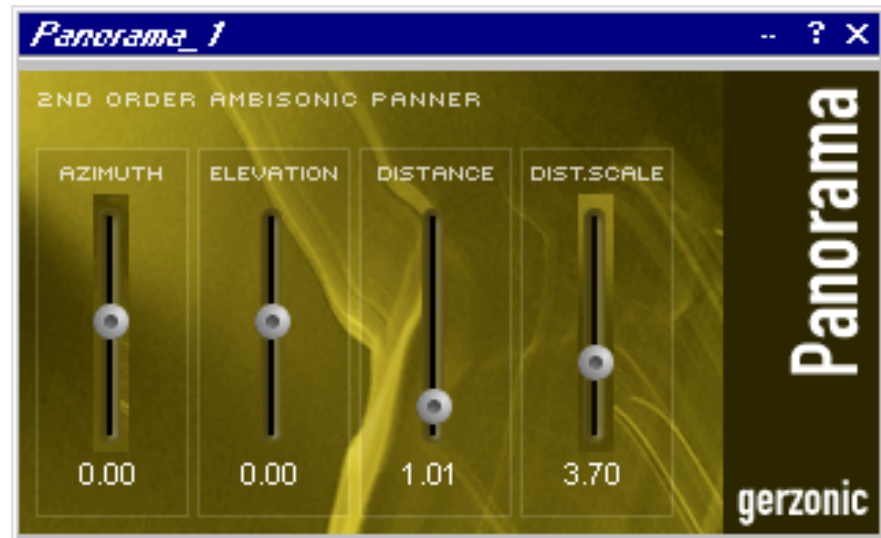 Panorama_1
-- ? X
2ND ORDER AMBISONIC PANNER
AZIMUTH ELEVATION DISTANCE DIST.SCALE
0.00 0.00 1.01 3.70
Panorama
gerzonic